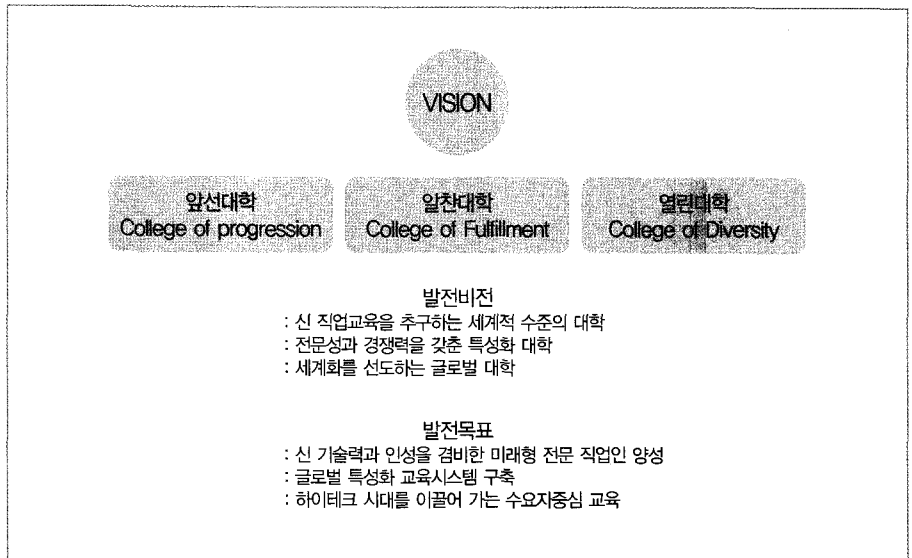 VISION
앞선대학
College of progression
알찬대학
College of Fulfillment
열린대학
College of Diversity
발전비전
: 신 직업교육을 추구하는 세계적 수준의 대학
: 전문성과 경쟁력을 갖춘 특성화 대학
: 세계화를 선도하는 글로벌 대학
발전목표
: 신 기술력과 인성을 겸비한 미래형 전문 직업인 양성
: 글로벌 특성화 교육시스템 구축
: 하이테크 시대를 이끌어 가는 수요자중심 교육